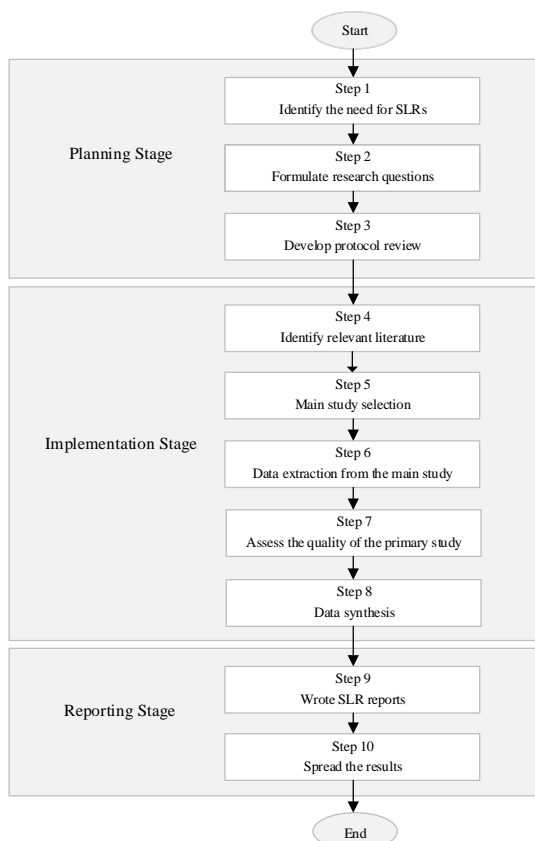 Start
Planning Stage
Step 1
Identify the need for SLRs
Step 2
Formulate research questions
Step 3
Develop protocol review
Implementation Stage
Step 4
Identify relevant literature
Step 5
Main study selection
Step 6
Data extraction from the main study
Step 7
Assess the quality of the primary study
Step 8
Data synthesis
Reporting Stage
Step 9
Wrote SLR reports
Step 10
Spread the results
End